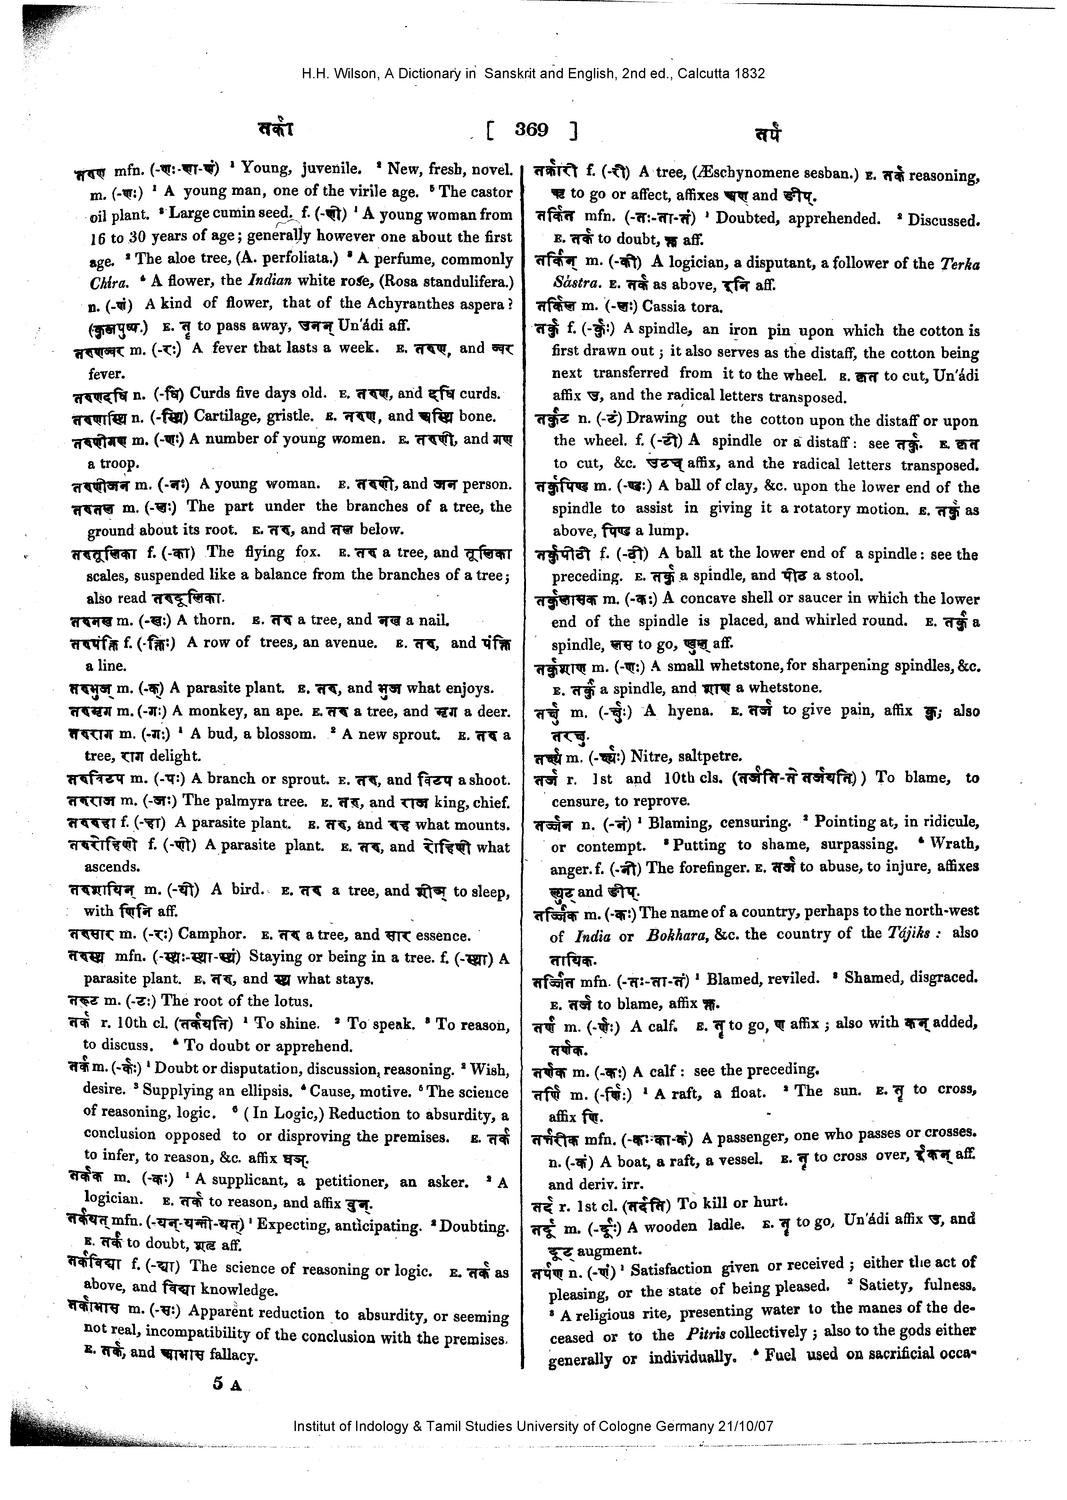 H.H. Wilson, A Dictionary in Sanskrit and English, 2nd ed., Calcutta 1832
तर्का [ 369 ] तर्प
तरुण mfn. (-णः-णा-णं) ¹ Young, juvenile. ² New, fresh, novel.
m. (-णः) ¹ A young man, one of the virile age. ⁵ The castor
oil plant. ³ Large cumin seed. f. (-णी) ¹ A young woman from
16 to 30 years of age; generally however one about the first
age. ² The aloe tree, (A. perfoliata.) ³ A perfume, commonly
Chíra. ⁴ A flower, the Indian white rose, (Rosa standulifera.)
n. (-णं) A kind of flower, that of the Achyranthes aspera?
(कुब्जपुष्प.) E. तॄ to pass away, उनन् Un'ádi aff.
तरुणज्वर m. (-रः) A fever that lasts a week. E. तरुण, and ज्वर
fever.
तरुणदधि n. (-धि) Curds five days old. E. तरुण, and दधि curds.
तरुणास्थि n. (-स्थि) Cartilage, gristle. E. तरुण, and अस्थि bone.
तरुणीगण m. (-णः) A number of young women. E. तरुणी, and गण
a troop.
तरुणीजन m. (-नः) A young woman. E. तरुणी, and जन person.
तरुतल m. (-लः) The part under the branches of a tree, the
ground about its root. E. तरु, and तल below.
तरुतूलिका f. (-का) The flying fox. E. तरु a tree, and तूलिका
scales, suspended like a balance from the branches of a tree;
also read तरुदूलिका.
तरुनख m. (-खः) A thorn. E. तरु a tree, and नख a nail.
तरुपंक्ति f. (-क्तिः) A row of trees, an avenue. E. तरु, and पंक्ति
a line.
तरुभुज् m. (-क्) A parasite plant. E. तरु, and भुज what enjoys.
तरुमृग m. (-गः) A monkey, an ape. E. तरु a tree, and मृग a deer.
तरुराग m. (-गः) ¹ A bud, a blossom. ² A new sprout. E. तरु a
tree, राग delight.
तरुविटप m. (-पः) A branch or sprout. E. तरु, and विटप a shoot.
तरुराज m. (-जः) The palmyra tree. E. तरु, and राज king, chief.
तरुरुहा f. (-हा) A parasite plant. E. तरु, and रुह what mounts.
तरुरोहिणी f. (-णी) A parasite plant. E. तरु, and रोहिणी what
ascends.
तरुशायिन् m. (-यी) A bird. E. तरु a tree, and शीञ् to sleep,
with णिनि aff.
तरुसार m. (-रः) Camphor. E. तरु a tree, and सार essence.
तरुस्थ mfn. (-स्थः-स्था-स्थं) Staying or being in a tree. f. (-स्था) A
parasite plant. E. तरु, and स्थ what stays.
तरूट m. (-टः) The root of the lotus.
तर्क r. 10th cl. (तर्कयति) ¹ To shine. ² To speak. ³ To reason,
to discuss. ⁴ To doubt or apprehend.
तर्क m. (-र्कः) ¹ Doubt or disputation, discussion, reasoning. ² Wish,
desire. ³ Supplying an ellipsis. ⁴ Cause, motive. ⁵ The science
of reasoning, logic. ⁶ (In Logic,) Reduction to absurdity, a
conclusion opposed to or disproving the premises. E. तर्क
to infer, to reason, &c. affix घञ्.
तर्कक m. (-कः) ¹ A supplicant, a petitioner, an asker. ² A
logician. E. तर्क to reason, and affix वुन्.
तर्कयत् mfn. (-यन्-यन्ती-यत्) ¹ Expecting, anticipating. ² Doubting.
E. तर्क to doubt, शतृ aff.
तर्कविद्या f. (-द्या) The science of reasoning or logic. E. तर्क as
above, and विद्या knowledge.
तर्काभास m. (-सः) Apparent reduction to absurdity, or seeming
not real, incompatibility of the conclusion with the premises.
E. तर्क, and आभास fallacy.
5 A
तर्कारी f. (-री) A tree, (Æschynomene sesban.) E. तर्क reasoning,
ऋ to go or affect, affixes अण and ङीप्.
तर्कित mfn. (-तः-ता-तं) ¹ Doubted, apprehended. ² Discussed.
E. तर्क to doubt, क्त aff.
तर्किन् m. (-र्की) A logician, a disputant, a follower of the Terka
Sástra. E. तर्क as above, इनि aff.
तर्किल m. (-लः) Cassia tora.
तर्कु f. (-र्कुः) A spindle, an iron pin upon which the cotton is
first drawn out; it also serves as the distaff, the cotton being
next transferred from it to the wheel. E. कृत to cut, Un'ádi
affix उ, and the radical letters transposed.
तर्कुट n. (-टं) Drawing out the cotton upon the distaff or upon
the wheel. f. (-टी) A spindle or a distaff: see तर्कु. E. कृत
to cut, &c. उटच् affix, and the radical letters transposed.
तर्कुपिण्ड m. (-ण्डः) A ball of clay, &c. upon the lower end of the
spindle to assist in giving it a rotatory motion. E. तर्कु as
above, पिण्ड a lump.
तर्कुपीठी f. (-ठी) A ball at the lower end of a spindle: see the
preceding. E. तर्कु a spindle, and पीठ a stool.
तर्कुलासक m. (-कः) A concave shell or saucer in which the lower
end of the spindle is placed, and whirled round. E. तर्कु a
spindle, लस to go, ण्वुल् aff.
तर्कुशाण m. (-णः) A small whetstone, for sharpening spindles, &c.
E. तर्कु a spindle, and शाण a whetstone.
तर्क्षु m. (-र्क्षुः) A hyena. E. तर्ज to give pain, affix कु; also
तरक्षु.
तर्क्ष्य m. (-र्क्ष्यः) Nitre, saltpetre.
तर्ज r. 1st and 10th cls. (तर्जति-ते तर्जयति) ) To blame, to
censure, to reprove.
तर्ज्जन n. (-नं) ¹ Blaming, censuring. ² Pointing at, in ridicule,
or contempt. ³ Putting to shame, surpassing. ⁴ Wrath,
anger. f. (-नी) The forefinger. E. तर्ज to abuse, to injure, affixes
ल्युट् and ङीप्.
तर्ज्जिक m. (-कः) The name of a country, perhaps to the north-west
of India or Bokhara, &c. the country of the Tájiks: also
तायिक.
तर्ज्जित mfn. (-तः-ता-तं) ¹ Blamed, reviled. ² Shamed, disgraced.
E. तर्ज to blame, affix क्त.
तर्ण m. (-र्णः) A calf. E. तॄ to go, ण affix; also with कन् added,
तर्णक.
तर्णक m. (-कः) A calf: see the preceding.
तर्णि m. (-र्णिः) ¹ A raft, a float. ² The sun. E. तॄ to cross,
affix णि.
तर्त्तरीक mfn. (-कः-का-कं) A passenger, one who passes or crosses.
n. (-कं) A boat, a raft, a vessel. E. तॄ to cross over, ईकन् aff.
and deriv. irr.
तर्द r. 1st cl. (तर्दति) To kill or hurt.
तर्दू m. (-र्दूः) A wooden ladle. E. तॄ to go, Un'ádi affix उ, and
दुट augment.
तर्पण n. (-णं) ¹ Satisfaction given or received; either the act of
pleasing, or the state of being pleased. ² Satiety, fulness.
³ A religious rite, presenting water to the manes of the de-
ceased or to the Pitris collectively; also to the gods either
generally or individually. ⁴ Fuel used on sacrificial occa-
Institut of Indology & Tamil Studies University of Cologne Germany 21/10/07